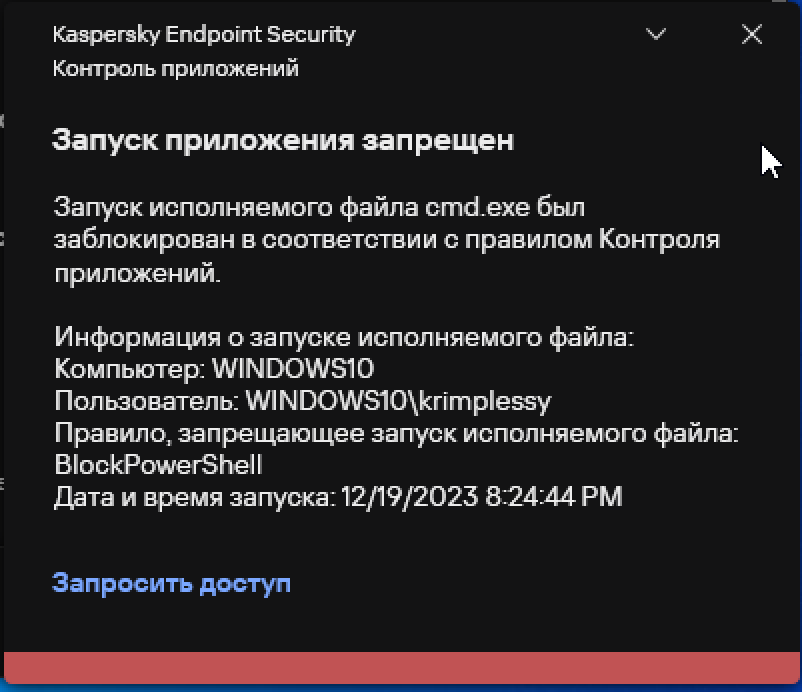 Kaspersky Endpoint Security
Контроль приложений
Запуск приложения запрещен
Запуск исполняемого файла cmd.exe был
заблокирован в соответствии с правилом Контроля
приложений.
Информация о запуске исполняемого файла:
Компьютер: WINDOWS10
Пользователь: WINDOWS10\krimplessy
Правило, запрещающее запуск исполняемого файла:
BlockPowerShell
Дата и время запуска: 12/19/2023 8:24:44 PM
Запросить доступ